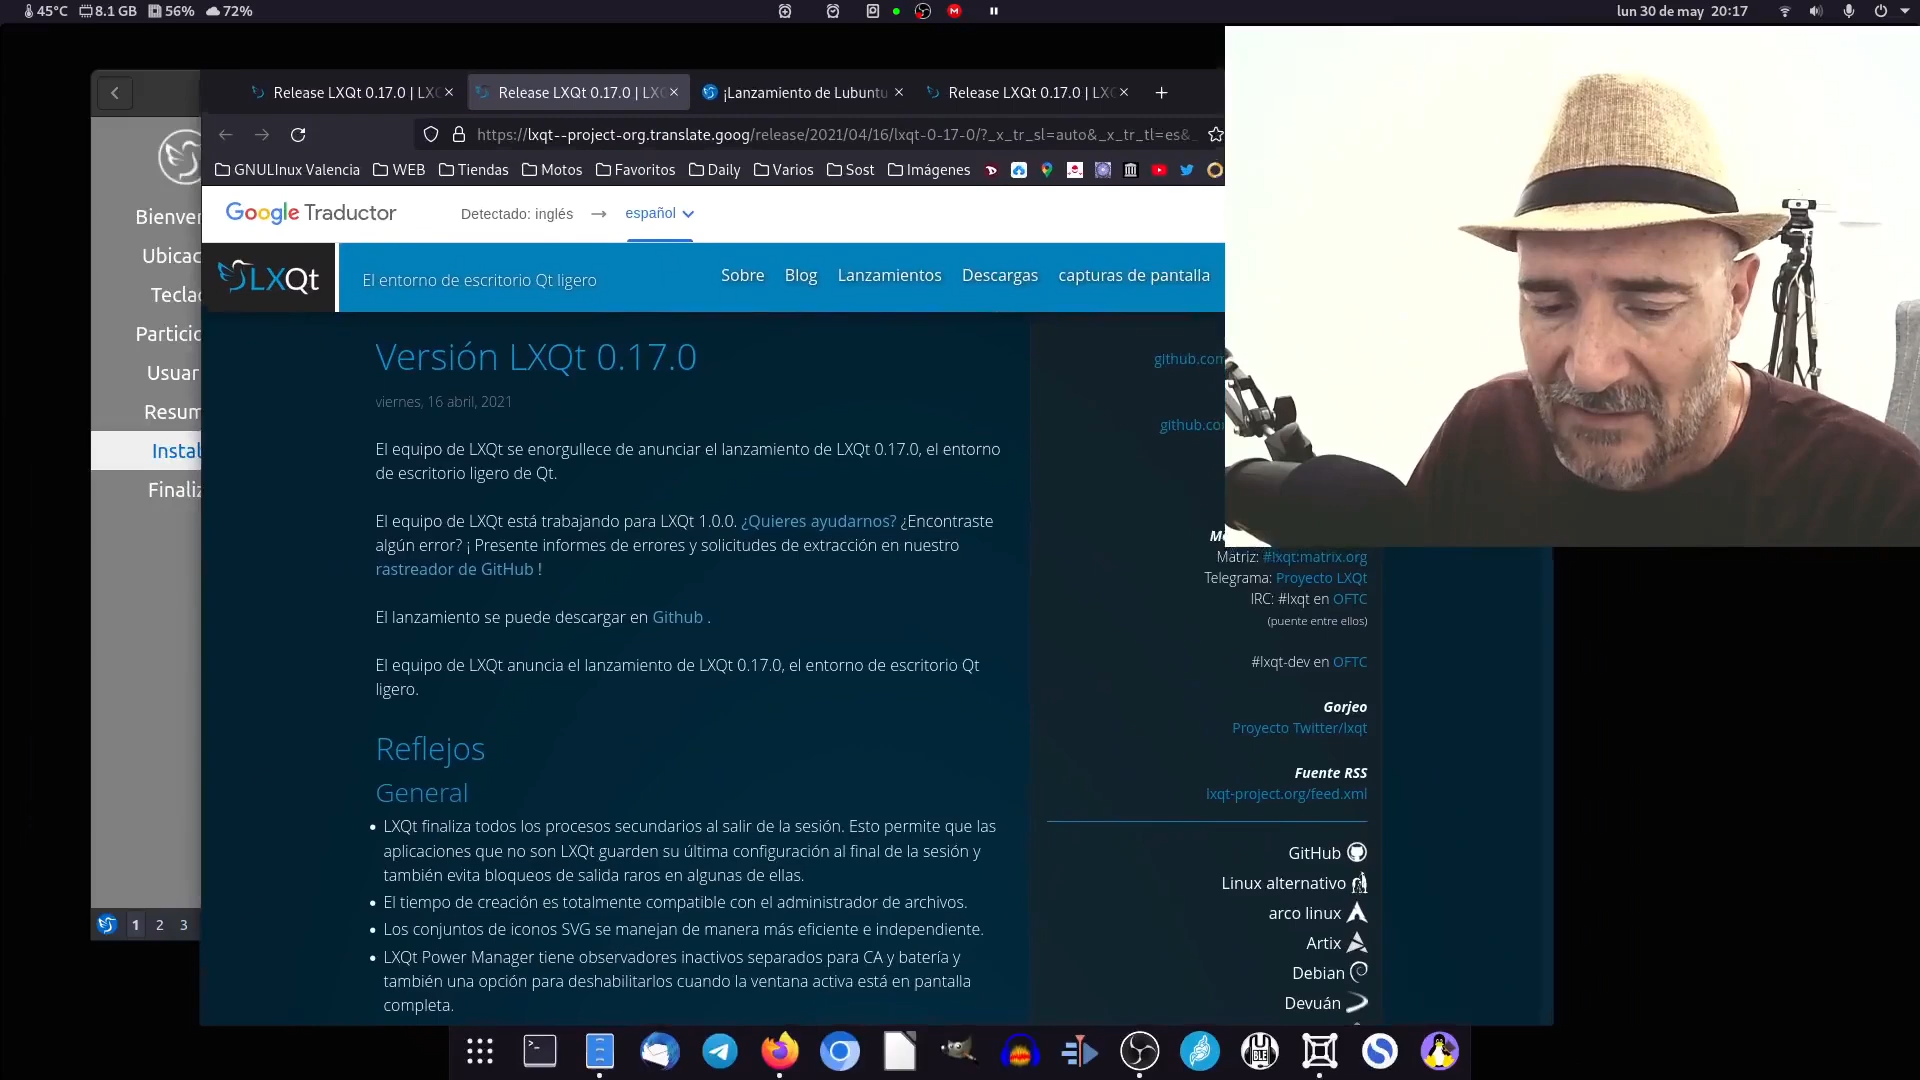 45°C 8.1 GB 56% 72%
lun 30 de may 20:17
Release LXQt 0.17.0 | LXQ
Release LXQt 0.17.0 | LXQ
¡Lanzamiento de Lubuntu
Release LXQt 0.17.0 | LXQ
https://lxqt--project-org.translate.goog/release/2021/04/16/lxqt-0-17-0/?_x_tr_sl=auto&_x_tr_tl=es&_
GNULInux Valencia WEB Tiendas Motos Favoritos Daily Varios Sost Imágenes
Google Traductor
Detectado: inglés → español
LXQt
El entorno de escritorio Qt ligero
Sobre Blog Lanzamientos Descargas capturas de pantalla
Bienven
Ubicac
Teclad
Particio
Usuar
Resum
Instal
Finaliz
1 2 3
Versión LXQt 0.17.0
viernes, 16 abril, 2021
El equipo de LXQt se enorgullece de anunciar el lanzamiento de LXQt 0.17.0, el entorno
de escritorio ligero de Qt.
El equipo de LXQt está trabajando para LXQt 1.0.0. ¿Quieres ayudarnos? ¿Encontraste
algún error? ¡ Presente informes de errores y solicitudes de extracción en nuestro
rastreador de GitHub !
El lanzamiento se puede descargar en Github .
El equipo de LXQt anuncia el lanzamiento de LXQt 0.17.0, el entorno de escritorio Qt
ligero.
Reflejos
General
• LXQt finaliza todos los procesos secundarios al salir de la sesión. Esto permite que las
aplicaciones que no son LXQt guarden su última configuración al final de la sesión y
también evita bloqueos de salida raros en algunas de ellas.
• El tiempo de creación es totalmente compatible con el administrador de archivos.
• Los conjuntos de iconos SVG se manejan de manera más eficiente e independiente.
• LXQt Power Manager tiene observadores inactivos separados para CA y batería y
también una opción para deshabilitarlos cuando la ventana activa está en pantalla
completa.
github.com
github.co
Matriz: #lxqt:matrix.org
Telegrama: Proyecto LXQt
IRC: #lxqt en OFTC
(puente entre ellos)
#lxqt-dev en OFTC
Gorjeo
Proyecto Twitter/lxqt
Fuente RSS
lxqt-project.org/feed.xml
GitHub
Linux alternativo
arco linux
Artix
Debian
Devuán